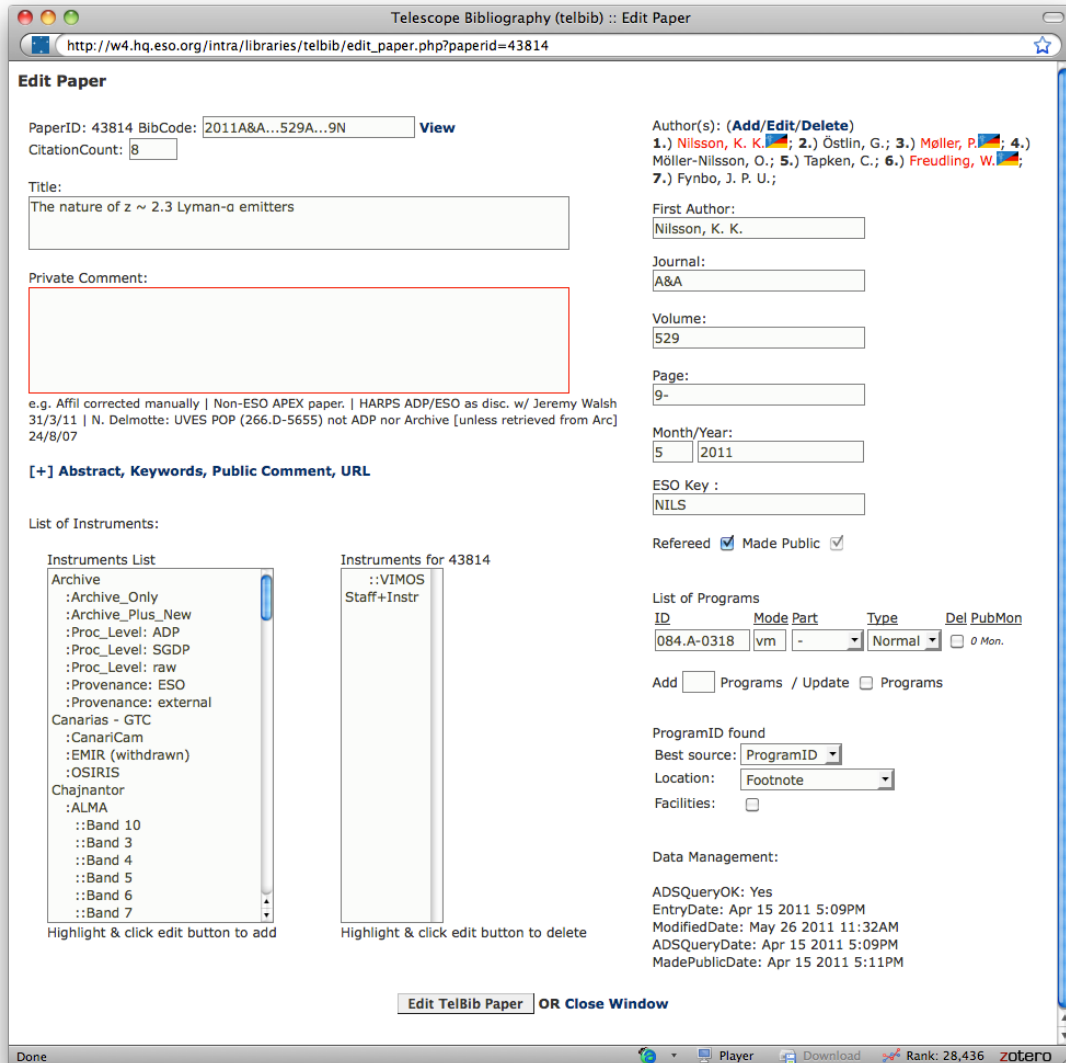 Telescope Bibliography (telbib) :: Edit Paper
http://w4.hq.eso.org/intra/libraries/telbib/edit_paper.php?paperid=43814
Edit Paper
PaperID: 43814 BibCode: 2011A&A...529A...9N View
CitationCount: 8
Title:
The nature of z ~ 2.3 Lyman-α emitters
Private Comment:
e.g. Affil corrected manually | Non-ESO APEX paper. | HARPS ADP/ESO as disc. w/ Jeremy Walsh
31/3/11 | N. Delmotte: UVES POP (266.D-5655) not ADP nor Archive [unless retrieved from Arc]
24/8/07
[+] Abstract, Keywords, Public Comment, URL
List of Instruments:
Instruments List
Archive
:Archive_Only
:Archive_Plus_New
:Proc_Level: ADP
:Proc_Level: SGDP
:Proc_Level: raw
:Provenance: ESO
:Provenance: external
Canarias - GTC
:CanariCam
:EMIR (withdrawn)
:OSIRIS
Chajnantor
:ALMA
::Band 10
::Band 3
::Band 4
::Band 5
::Band 6
::Band 7
Highlight & click edit button to add
Instruments for 43814
::VIMOS
Staff+Instr
Highlight & click edit button to delete
Author(s): (Add/Edit/Delete)
1.) Nilsson, K. K.; 2.) Östlin, G.; 3.) Møller, P.; 4.)
Möller-Nilsson, O.; 5.) Tapken, C.; 6.) Freudling, W.;
7.) Fynbo, J. P. U.;
First Author:
Nilsson, K. K.
Journal:
A&A
Volume:
529
Page:
9-
Month/Year:
5 2011
ESO Key :
NILS
Refereed Made Public
List of Programs
ID Mode Part Type Del PubMon
084.A-0318 vm - Normal 0 Mon.
Add Programs / Update Programs
ProgramID found
Best source: ProgramID
Location: Footnote
Facilities:
Data Management:
ADSQueryOK: Yes
EntryDate: Apr 15 2011 5:09PM
ModifiedDate: May 26 2011 11:32AM
ADSQueryDate: Apr 15 2011 5:09PM
MadePublicDate: Apr 15 2011 5:11PM
Edit TelBib Paper OR Close Window
Done Player Download Rank: 28,436 zotero